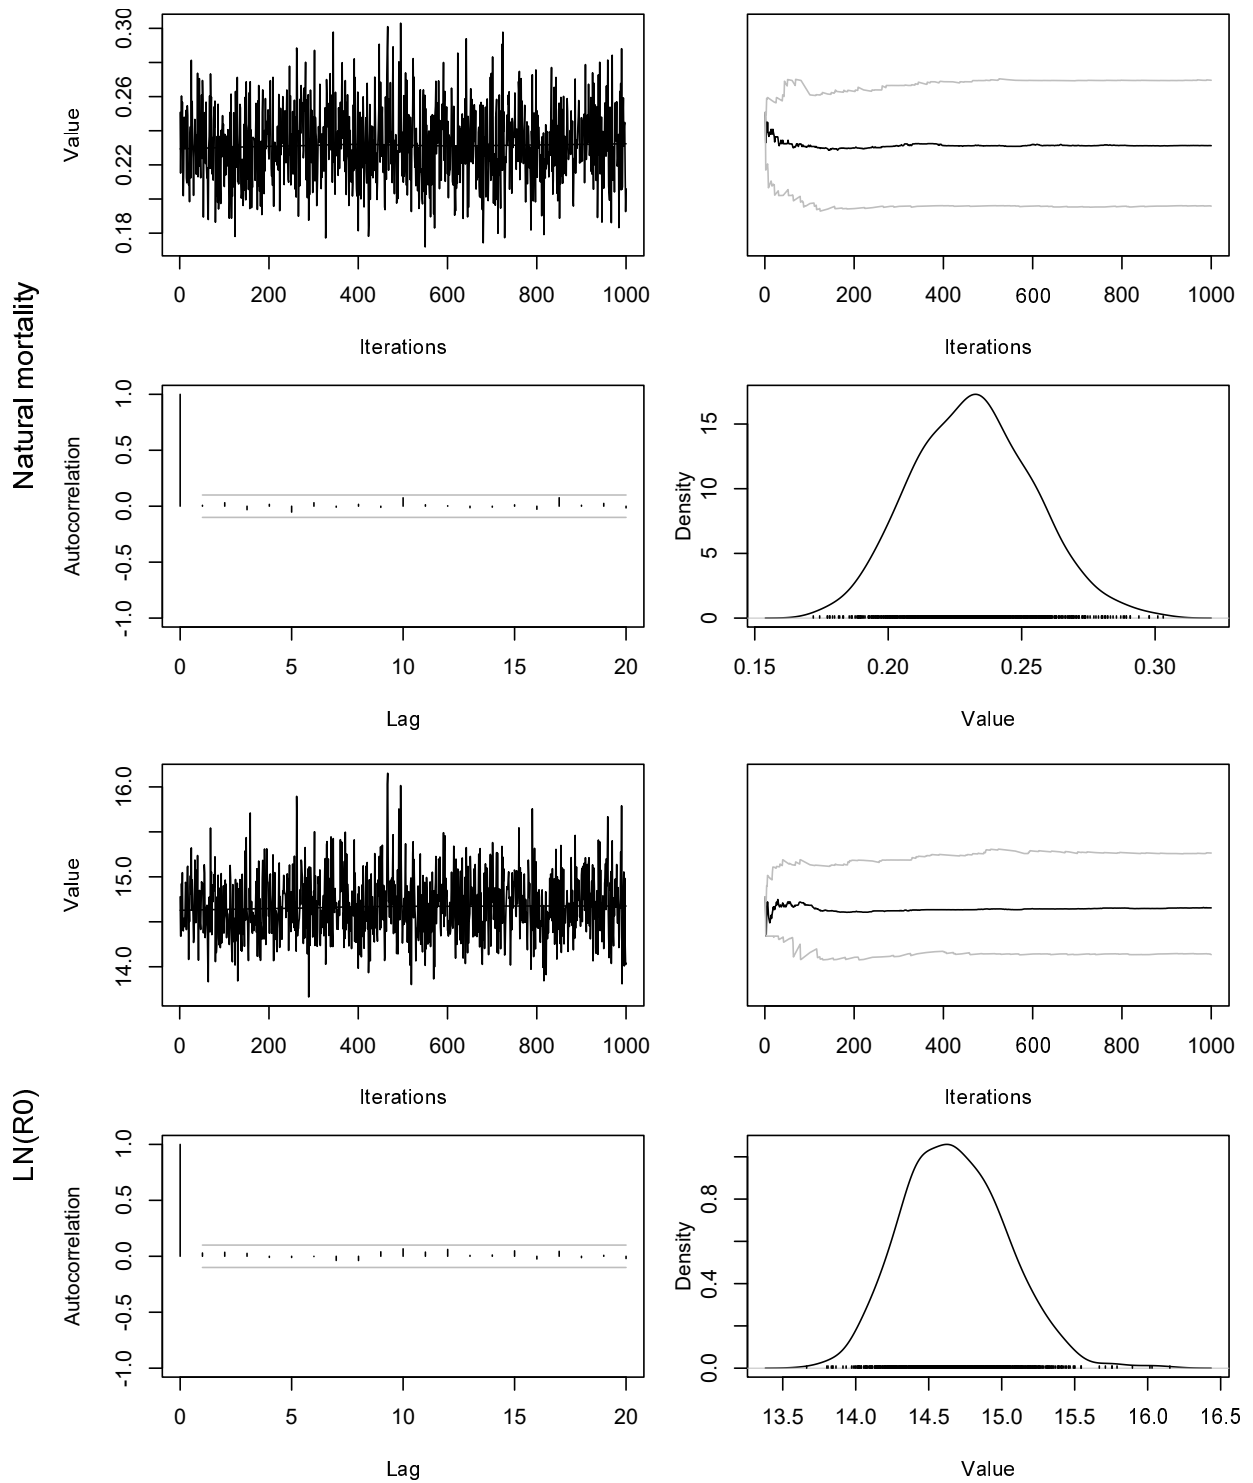 Natural mortality
Value
0.30
0.26
0.22
0.18
0 200 400 600 800 1000
Iterations
0 200 400 600 800 1000
Iterations
Autocorrelation
1.0
0.5
0.0
-0.5
-1.0
0 5 10 15 20
Lag
Density
15
10
5
0
0.15 0.20 0.25 0.30
Value
LN(R0)
Value
16.0
15.0
14.0
0 200 400 600 800 1000
Iterations
0 200 400 600 800 1000
Iterations
Autocorrelation
1.0
0.5
0.0
-0.5
-1.0
0 5 10 15 20
Lag
Density
0.8
0.4
0.0
13.5 14.0 14.5 15.0 15.5 16.0 16.5
Value